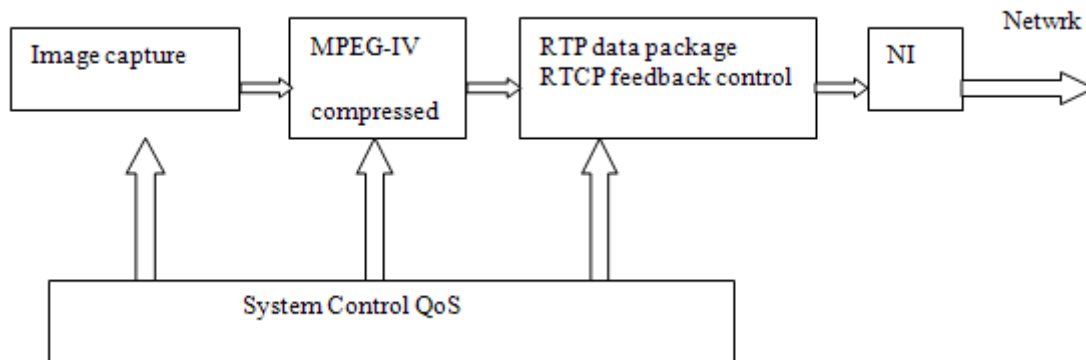 Netwrk
Image capture
MPEG-IV
compressed
RTP data package
RTCP feedback control
NI
System Control QoS